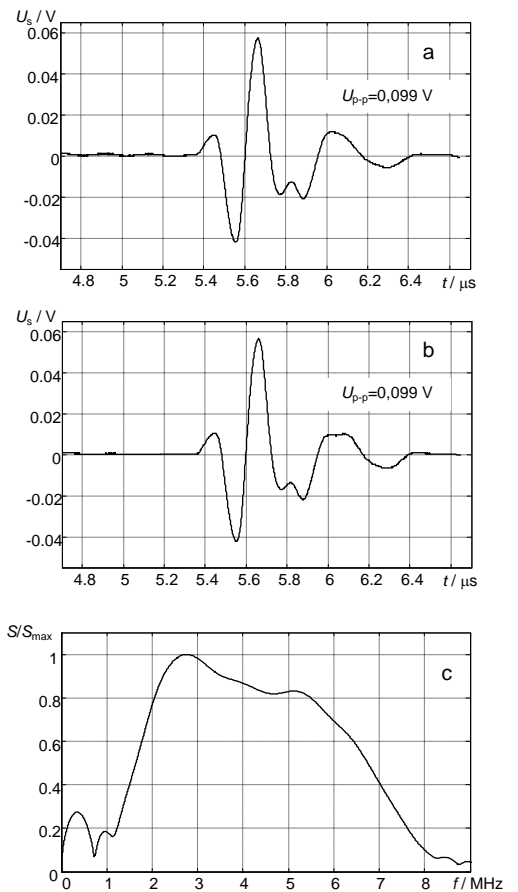 U_s / V
0.06
a
0.04
U_p-p=0,099 V
0.02
0
-0.02
-0.04
4.8 5 5.2 5.4 5.6 5.8 6 6.2 6.4 t / μs
U_s / V
0.06
b
0.04
U_p-p=0,099 V
0.02
0
-0.02
-0.04
4.8 5 5.2 5.4 5.6 5.8 6 6.2 6.4 t / μs
S/S_max
1
c
0.8
0.6
0.4
0.2
0
0 1 2 3 4 5 6 7 8 f / MHz